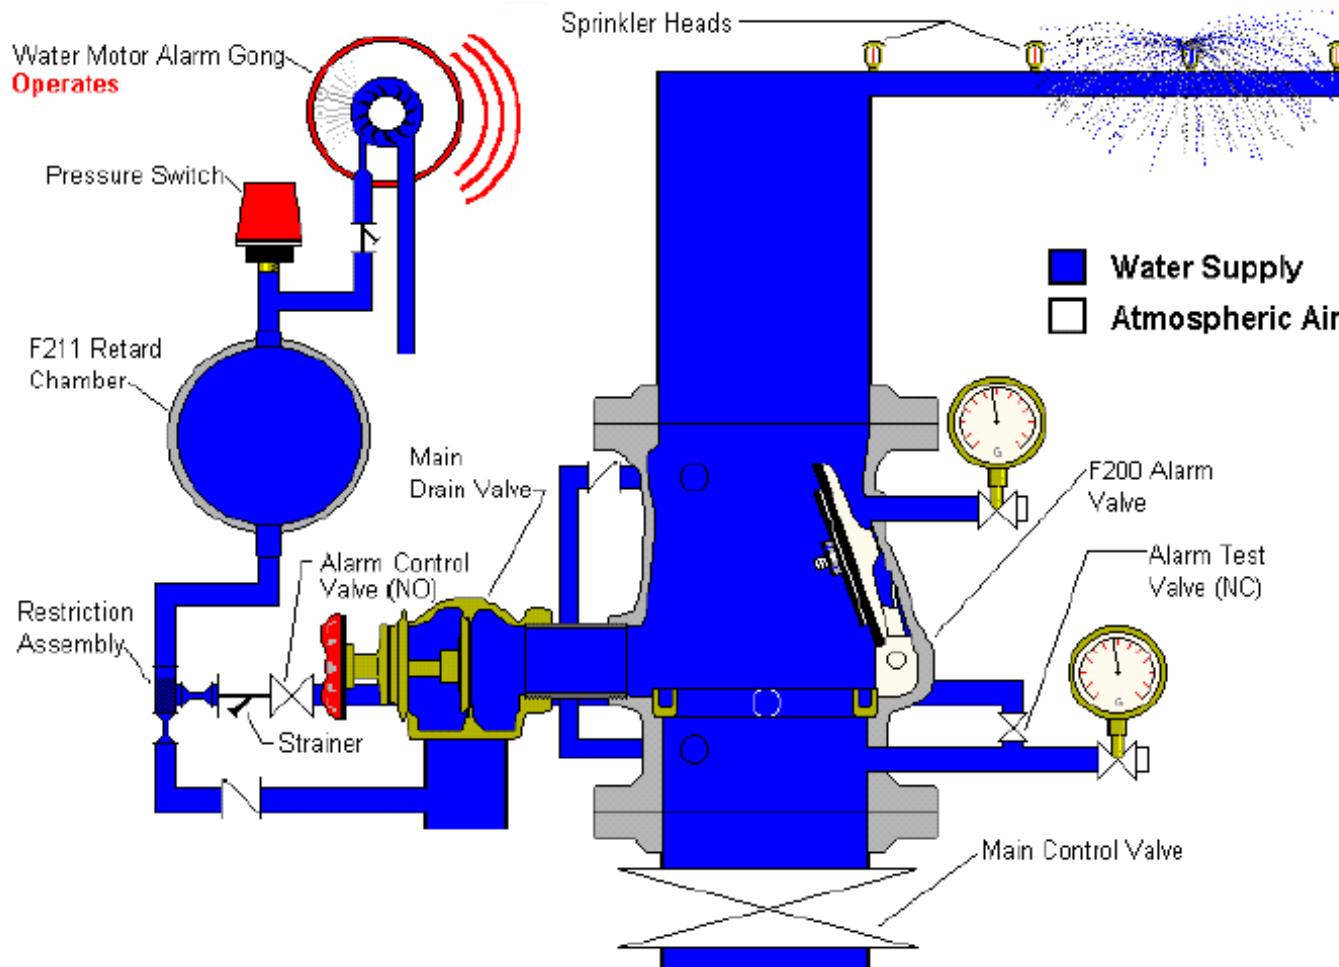 Sprinkler Heads
Water Motor Alarm Gong
Operates
Pressure Switch
Water Supply
Atmospheric Air
F211 Retard
Chamber
Main
Drain Valve
F200 Alarm
Valve
Alarm Control
Valve (NO)
Alarm Test
Valve (NC)
Restriction
Assembly
Strainer
Main Control Valve
G
G